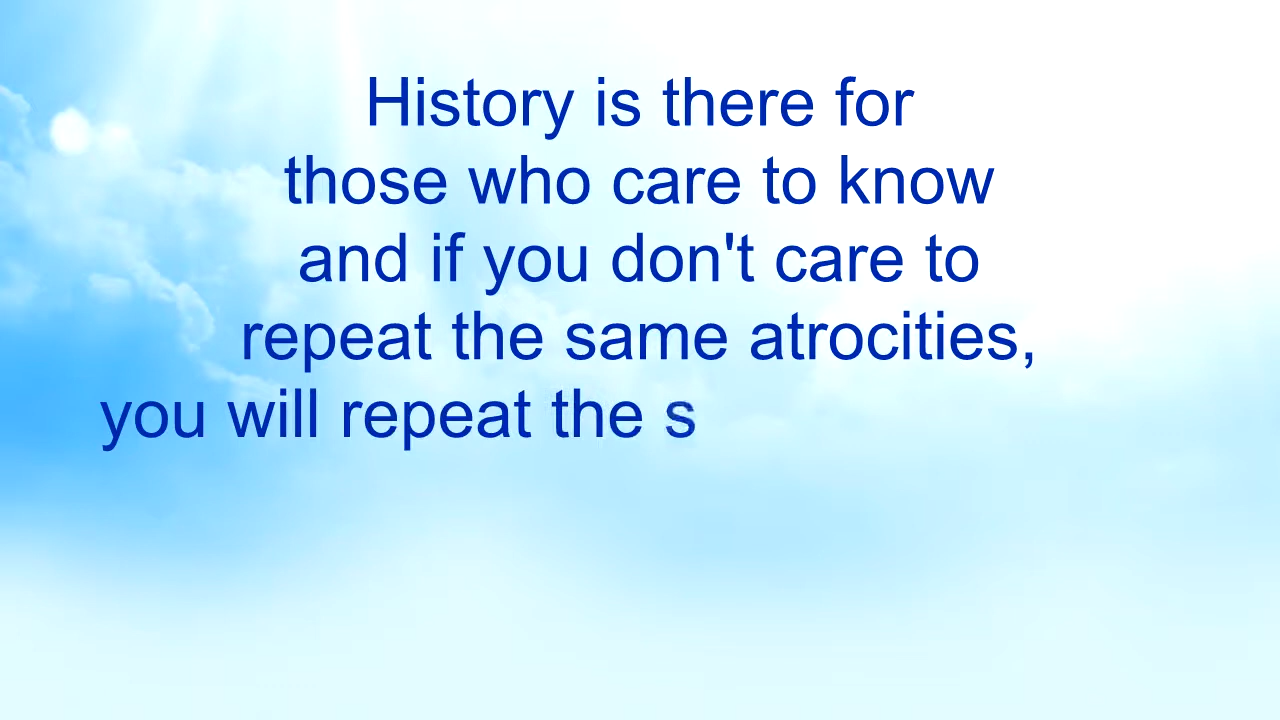 History is there for
those who care to know
and if you don't care to
repeat the same atrocities,
you will repeat the s